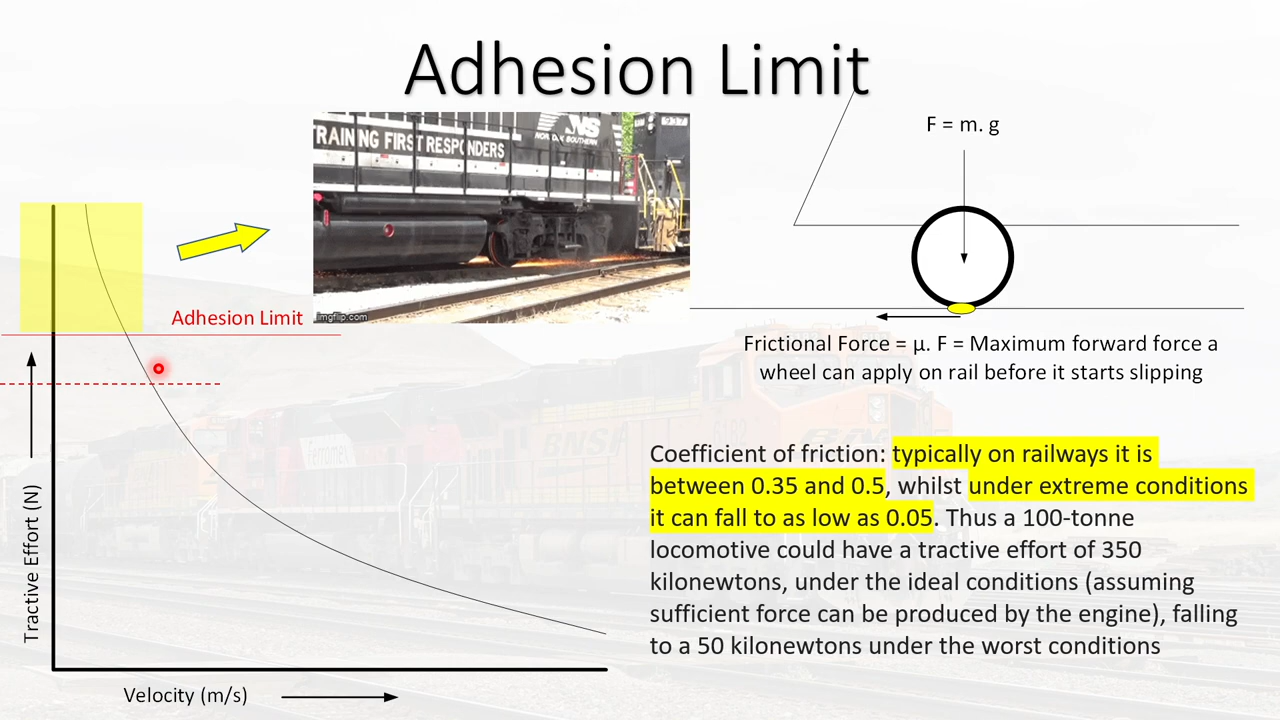 Adhesion Limit
TRAINING FIRST RESPONDERS
NS
NORFOLK SOUTHERN
imgflip.com
F = m. g
Adhesion Limit
Frictional Force = μ. F = Maximum forward force a
wheel can apply on rail before it starts slipping
Tractive Effort (N)
Velocity (m/s)
Coefficient of friction: typically on railways it is
between 0.35 and 0.5, whilst under extreme conditions
it can fall to as low as 0.05. Thus a 100-tonne
locomotive could have a tractive effort of 350
kilonewtons, under the ideal conditions (assuming
sufficient force can be produced by the engine), falling
to a 50 kilonewtons under the worst conditions
Ferromex
BNSF